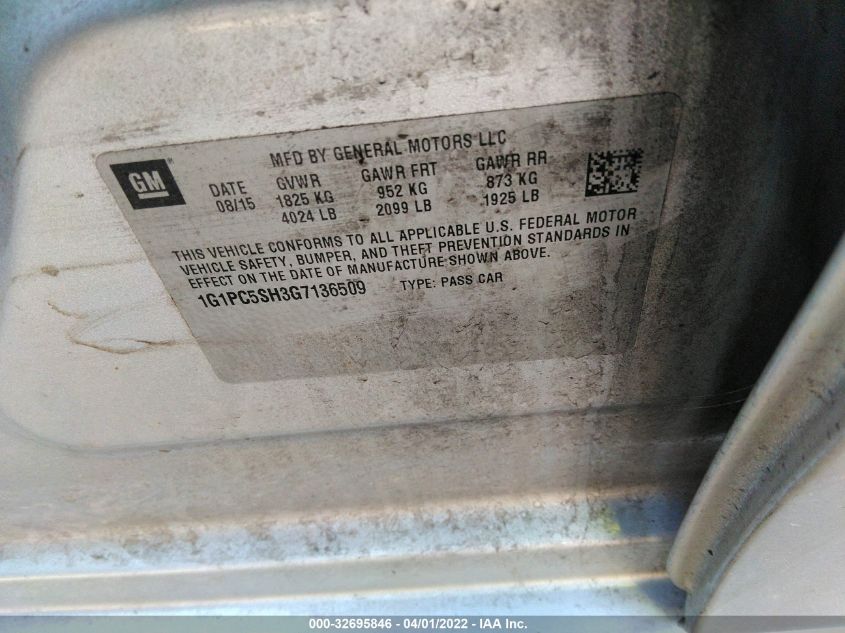 MFD BY GENERAL MOTORS LLC
GM®
DATE GVWR GAWR FRT GAWR RR
08/15 1825 KG 952 KG 873 KG
4024 LB 2099 LB 1925 LB
THIS VEHICLE CONFORMS TO ALL APPLICABLE U.S. FEDERAL MOTOR
VEHICLE SAFETY, BUMPER, AND THEFT PREVENTION STANDARDS IN
EFFECT ON THE DATE OF MANUFACTURE SHOWN ABOVE.
1G1PC5SH3G7136509 TYPE: PASS CAR
000-32695846 - 04/01/2022 - IAA Inc.